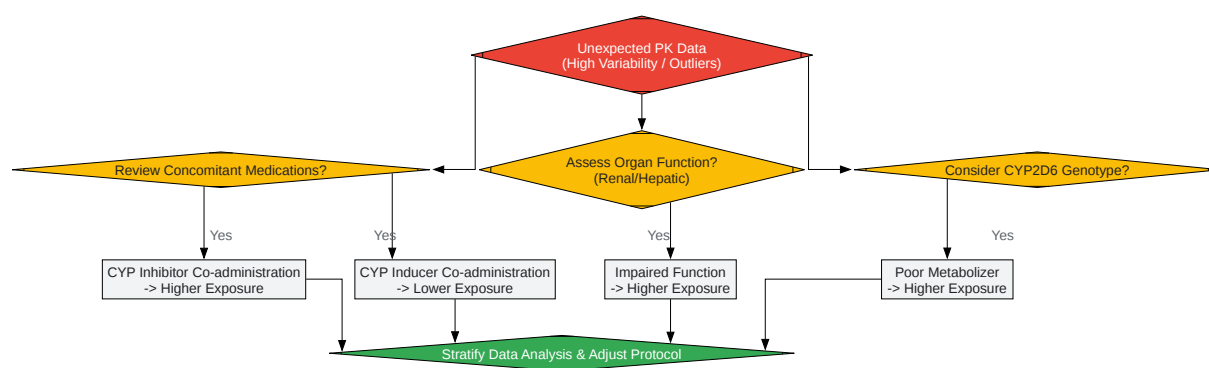 Unexpected PK Data
(High Variability / Outliers)
Review Concomitant Medications?
Assess Organ Function?
(Renal/Hepatic)
Consider CYP2D6 Genotype?
Yes
Yes
Yes
Yes
CYP Inhibitor Co-administration
-> Higher Exposure
CYP Inducer Co-administration
-> Lower Exposure
Impaired Function
-> Higher Exposure
Poor Metabolizer
-> Higher Exposure
Stratify Data Analysis & Adjust Protocol